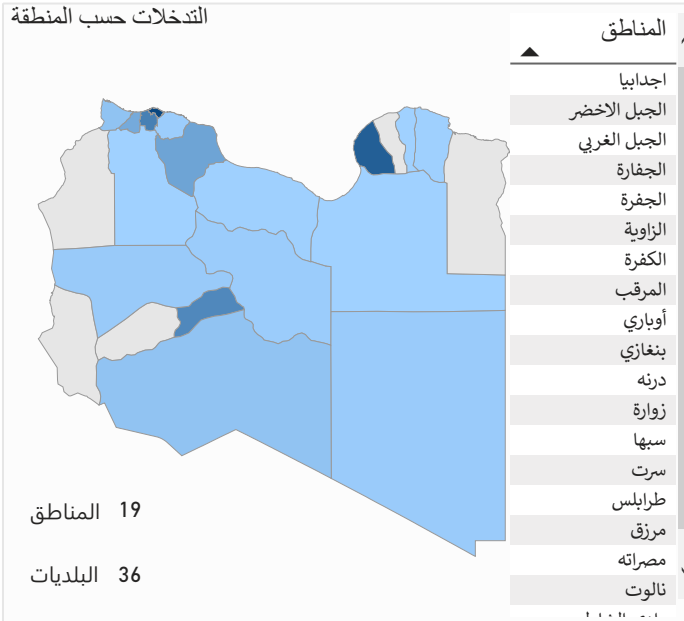 التدخلات حسب المنطقة
المناطق
اجدابيا
الجبل الاخضر
الجبل الغربي
الجفارة
الجفرة
الزاوية
الكفرة
المرقب
أوباري
بنغازي
درنه
زوارة
سبها
سرت
طرابلس
مرزق
مصراته
نالوت
19 المناطق
36 البلديات